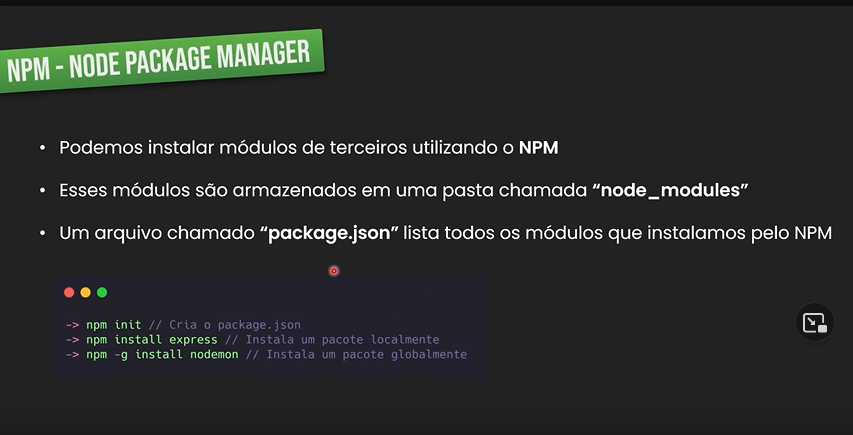 NPM - NODE PACKAGE MANAGER
• Podemos instalar módulos de terceiros utilizando o NPM
• Esses módulos são armazenados em uma pasta chamada “node_modules”
• Um arquivo chamado “package.json” lista todos os módulos que instalamos pelo NPM
-> npm init // Cria o package.json
-> npm install express // Instala um pacote localmente
-> npm -g install nodemon // Instala um pacote globalmente